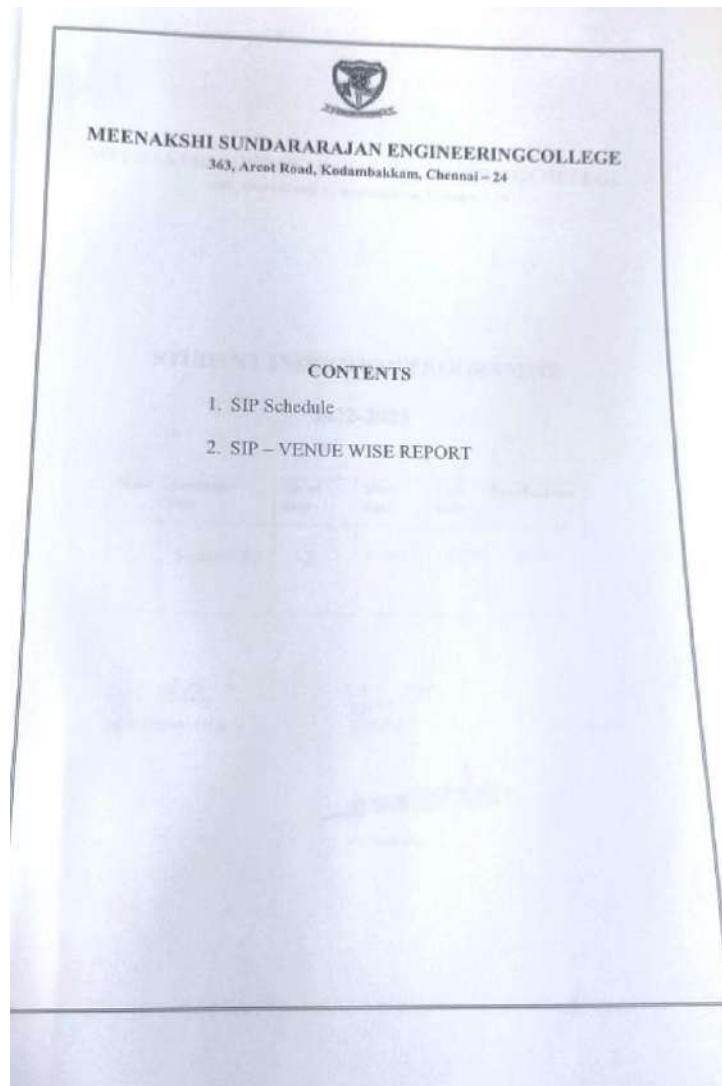 MEENAKSHI SUNDARARAJAN ENGINEERINGCOLLEGE
363, Arcot Road, Kodambakkam, Chennai – 24
CONTENTS
1. SIP Schedule
2. SIP – VENUE WISE REPORT